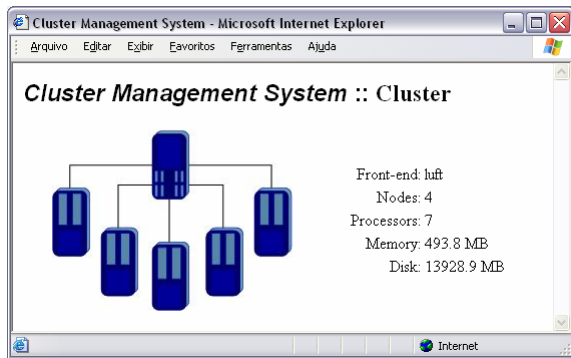 Cluster Management System - Microsoft Internet Explorer
Arquivo Editar Exibir Favoritos Ferramentas Ajuda
Cluster Management System :: Cluster
Front-end: luft
Nodes: 4
Processors: 7
Memory: 493.8 MB
Disk: 13928.9 MB
Internet